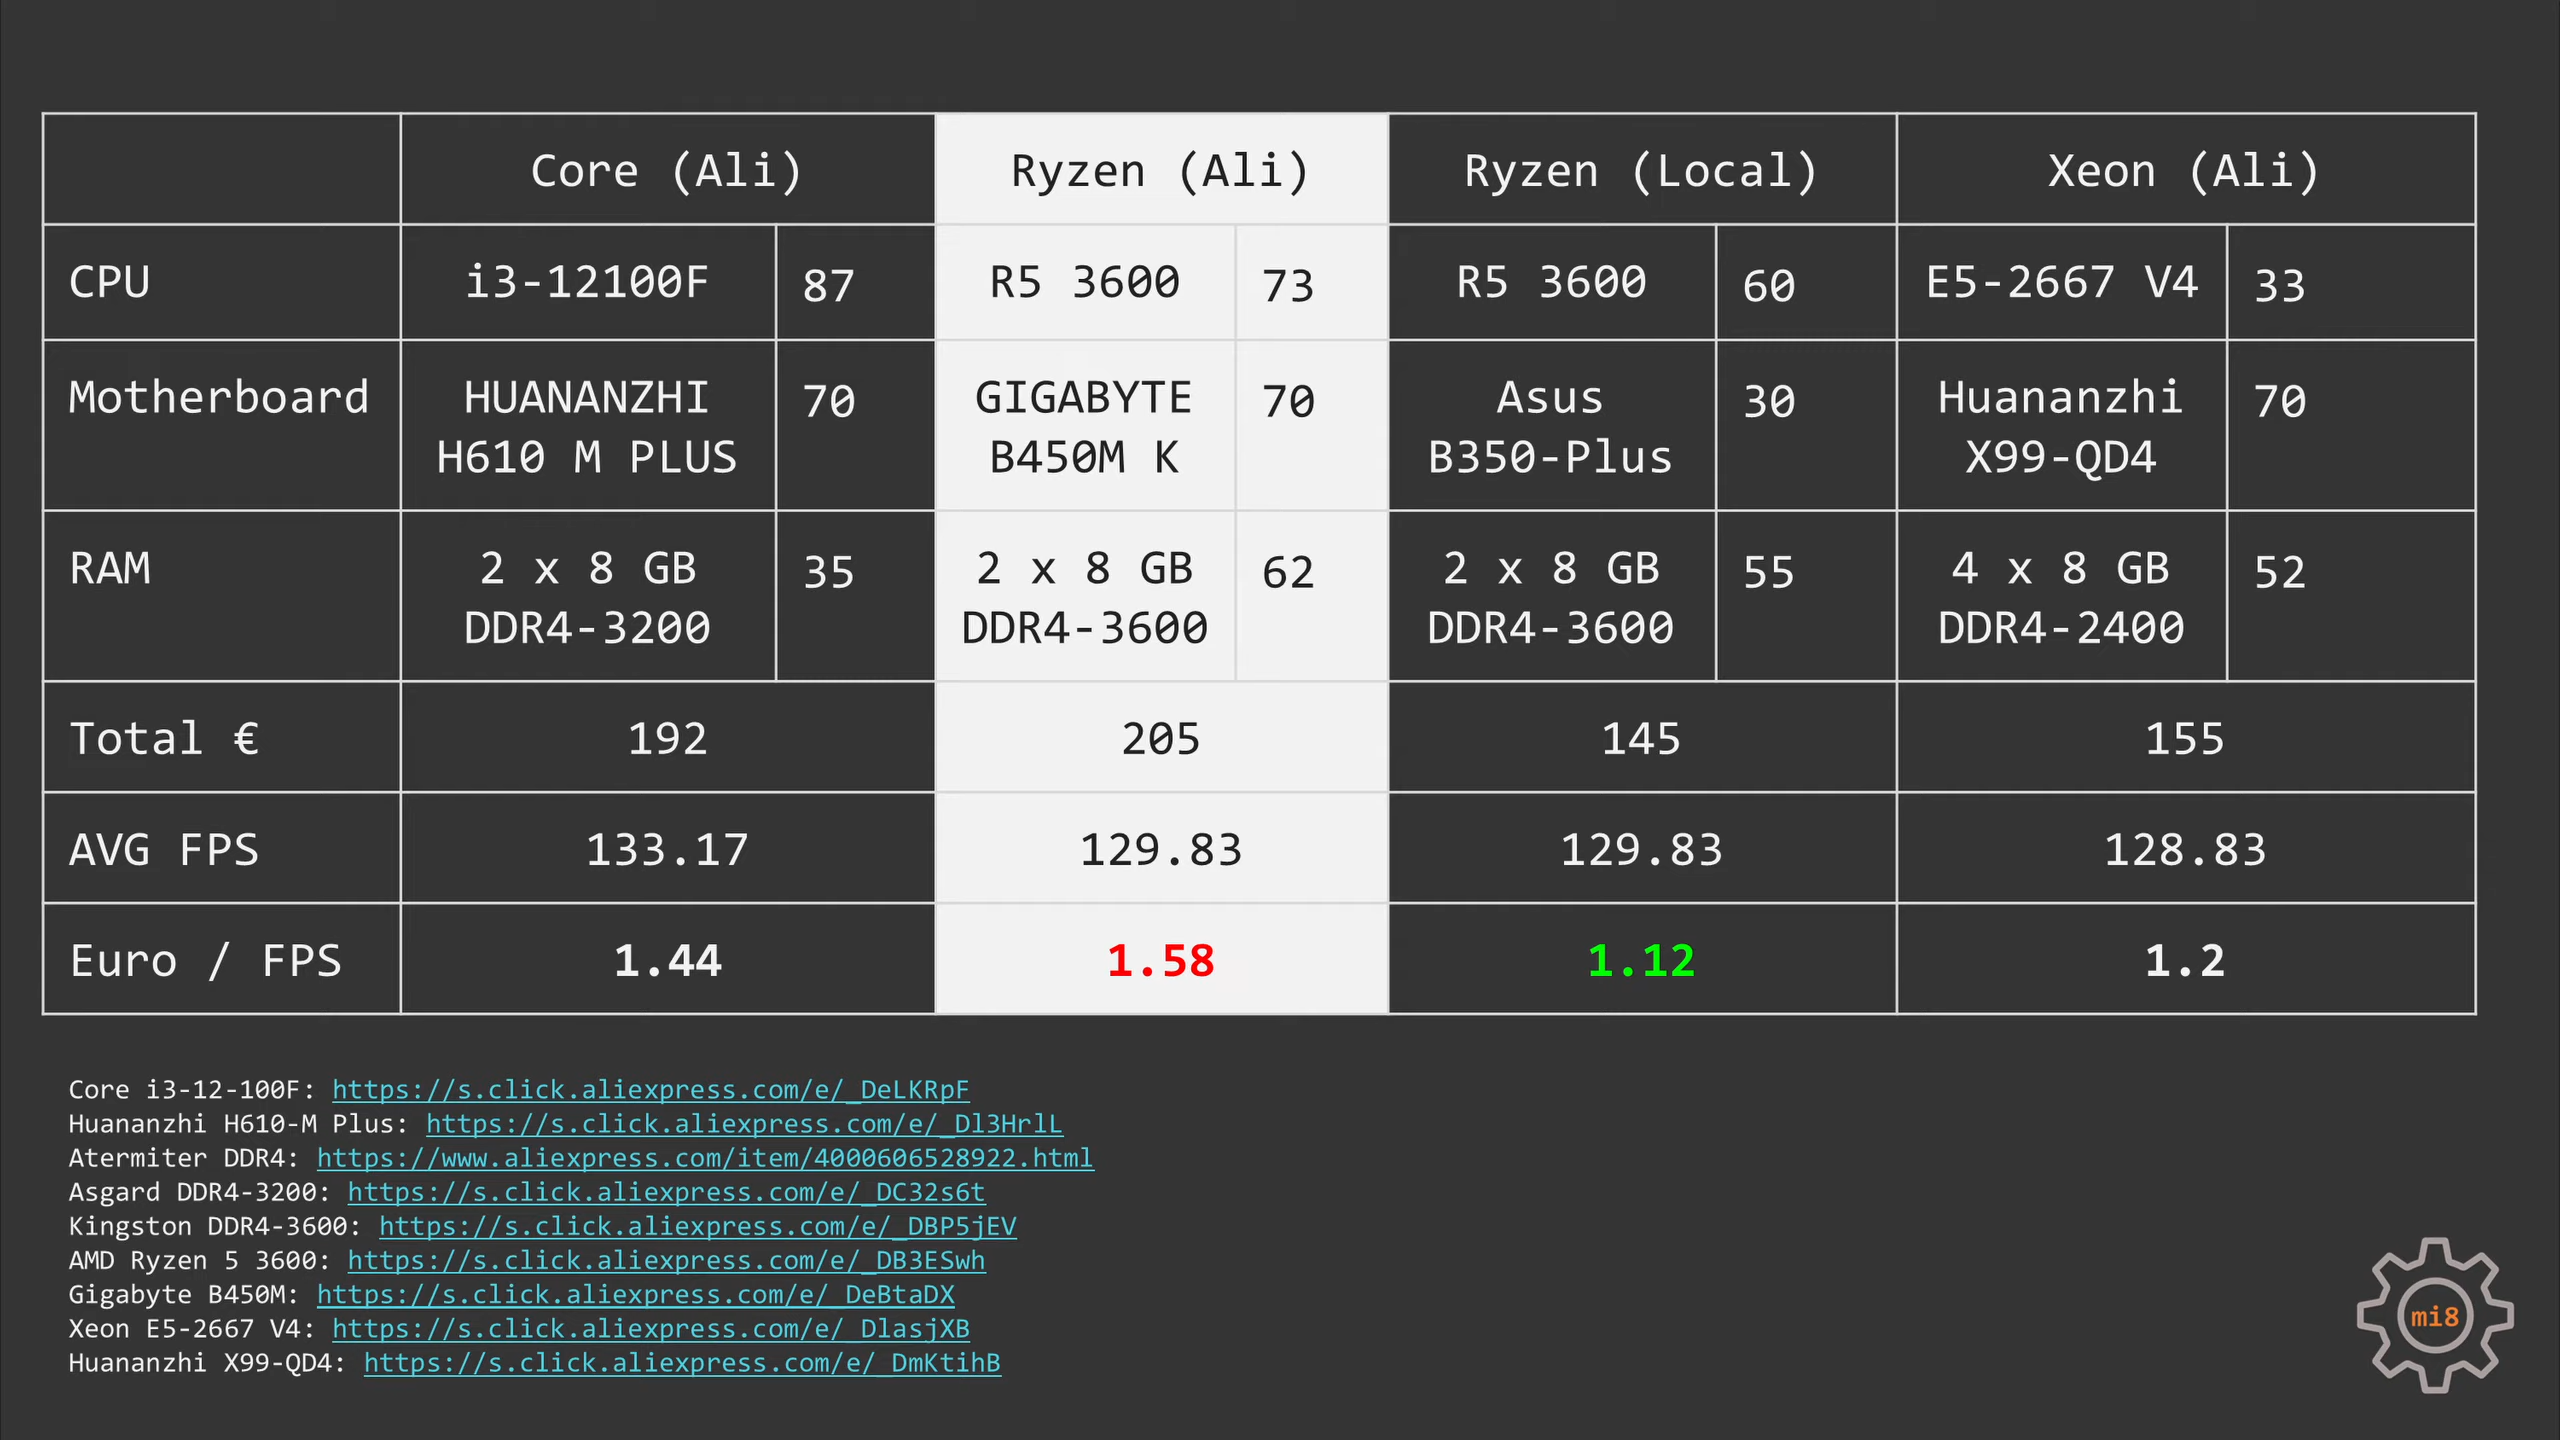 Core (Ali) Ryzen (Ali) Ryzen (Local) Xeon (Ali)
CPU i3-12100F 87 R5 3600 73 R5 3600 60 E5-2667 V4 33
Motherboard HUANANZHI 70 GIGABYTE 70 Asus 30 Huananzhi 70
H610 M PLUS B450M K B350-Plus X99-QD4
RAM 2 x 8 GB 35 2 x 8 GB 62 2 x 8 GB 55 4 x 8 GB 52
DDR4-3200 DDR4-3600 DDR4-3600 DDR4-2400
Total € 192 205 145 155
AVG FPS 133.17 129.83 129.83 128.83
Euro / FPS 1.44 1.58 1.12 1.2
Core i3-12-100F: https://s.click.aliexpress.com/e/_DeLKRpF
Huananzhi H610-M Plus: https://s.click.aliexpress.com/e/_Dl3HrlL
Atermiter DDR4: https://www.aliexpress.com/item/4000606528922.html
Asgard DDR4-3200: https://s.click.aliexpress.com/e/_DC32s6t
Kingston DDR4-3600: https://s.click.aliexpress.com/e/_DBP5jEV
AMD Ryzen 5 3600: https://s.click.aliexpress.com/e/_DB3ESwh
Gigabyte B450M: https://s.click.aliexpress.com/e/_DeBtaDX
Xeon E5-2667 V4: https://s.click.aliexpress.com/e/_DlasjXB
Huananzhi X99-QD4: https://s.click.aliexpress.com/e/_DmKtihB
mi8